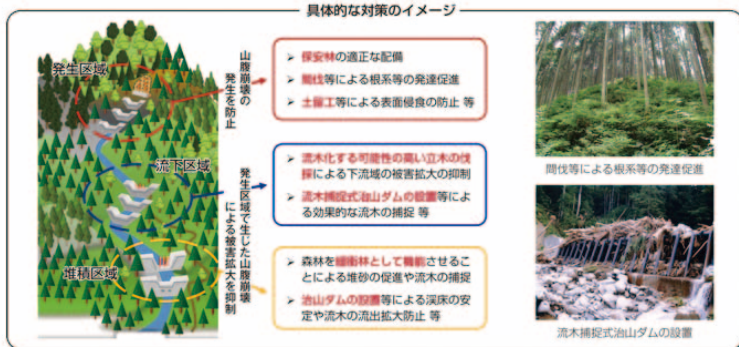 具体的な対策のイメージ
発生区域
流下区域
堆積区域
山腹崩壊の
発生を防止
発生区域で生じた山腹崩壊
による被害拡大を抑制
➢ 保安林の適正な配備
➢ 間伐等による根系等の発達促進
➢ 土留工等による表面侵食の防止 等
➢ 流木化する可能性の高い立木の伐
採による下流域の被害拡大の抑制
➢ 流木捕捉式治山ダムの設置等によ
る効果的な流木の捕捉 等
➢ 森林を緩衝林として機能させるこ
とによる堆砂の促進や流木の捕捉
➢ 治山ダムの設置等による渓床の安
定や流木の流出拡大防止 等
間伐等による根系等の発達促進
流木捕捉式治山ダムの設置